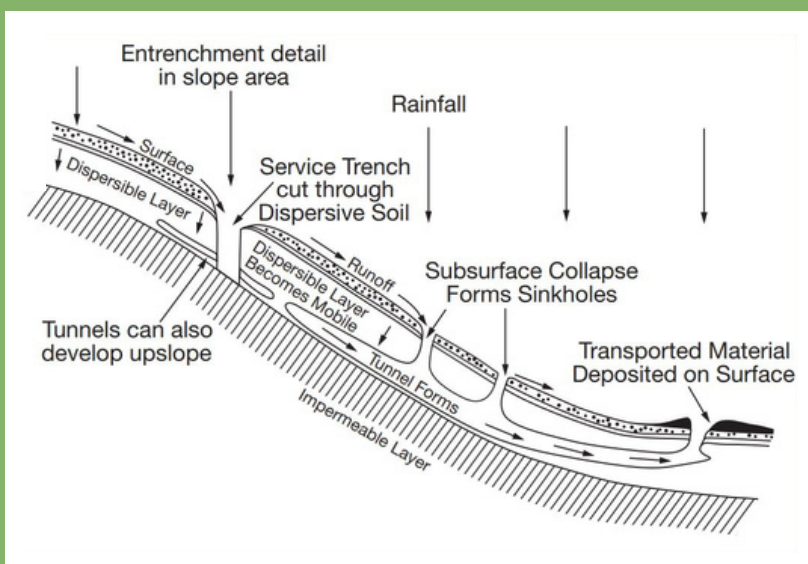 Entrenchment detail
in slope area
Rainfall
Surface
Service Trench
cut through
Dispersive Soil
Dispersible Layer
Runoff
Dispersible Layer
Becomes Mobile
Subsurface Collapse
Forms Sinkholes
Tunnels can also
develop upslope
Tunnel Forms
Transported Material
Deposited on Surface
Impermeable Layer